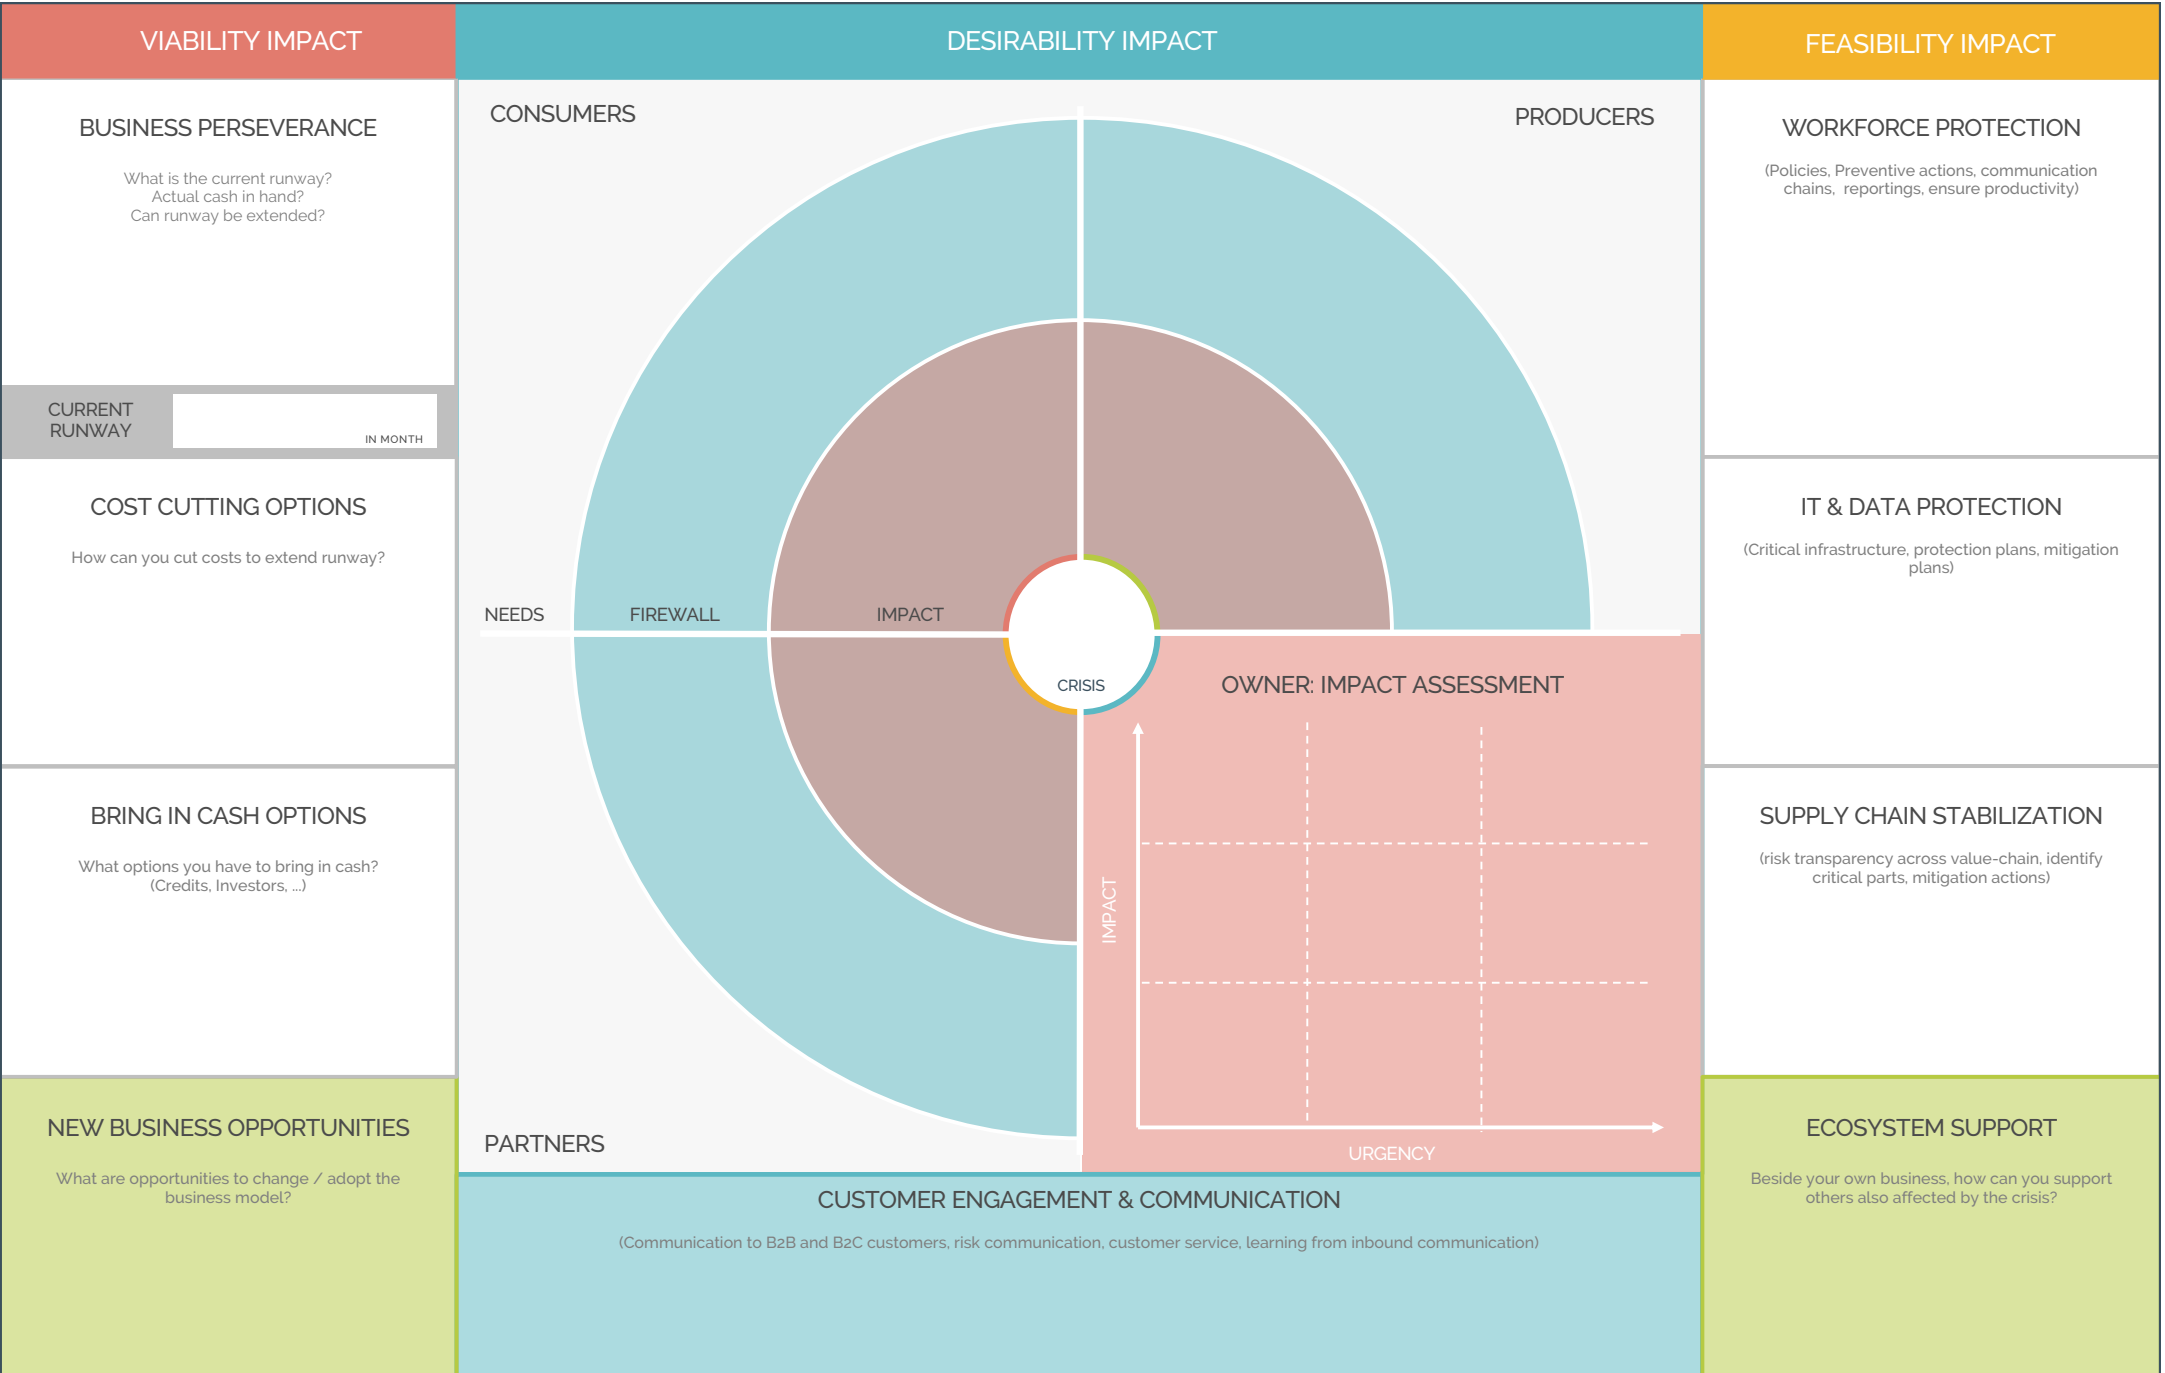 VIABILITY IMPACT
DESIRABILITY IMPACT
FEASIBILITY IMPACT
BUSINESS PERSEVERANCE
What is the current runway?
Actual cash in hand?
Can runway be extended?
CURRENT
RUNWAY
IN MONTH
COST CUTTING OPTIONS
How can you cut costs to extend runway?
BRING IN CASH OPTIONS
What options you have to bring in cash?
(Credits, Investors, ...)
NEW BUSINESS OPPORTUNITIES
What are opportunities to change / adopt the
business model?
CONSUMERS
PRODUCERS
NEEDS
FIREWALL
IMPACT
CRISIS
OWNER: IMPACT ASSESSMENT
IMPACT
URGENCY
PARTNERS
CUSTOMER ENGAGEMENT & COMMUNICATION
(Communication to B2B and B2C customers, risk communication, customer service, learning from inbound communication)
WORKFORCE PROTECTION
(Policies, Preventive actions, communication
chains, reportings, ensure productivity)
IT & DATA PROTECTION
(Critical infrastructure, protection plans, mitigation
plans)
SUPPLY CHAIN STABILIZATION
(risk transparency across value-chain, identify
critical parts, mitigation actions)
ECOSYSTEM SUPPORT
Beside your own business, how can you support
others also affected by the crisis?